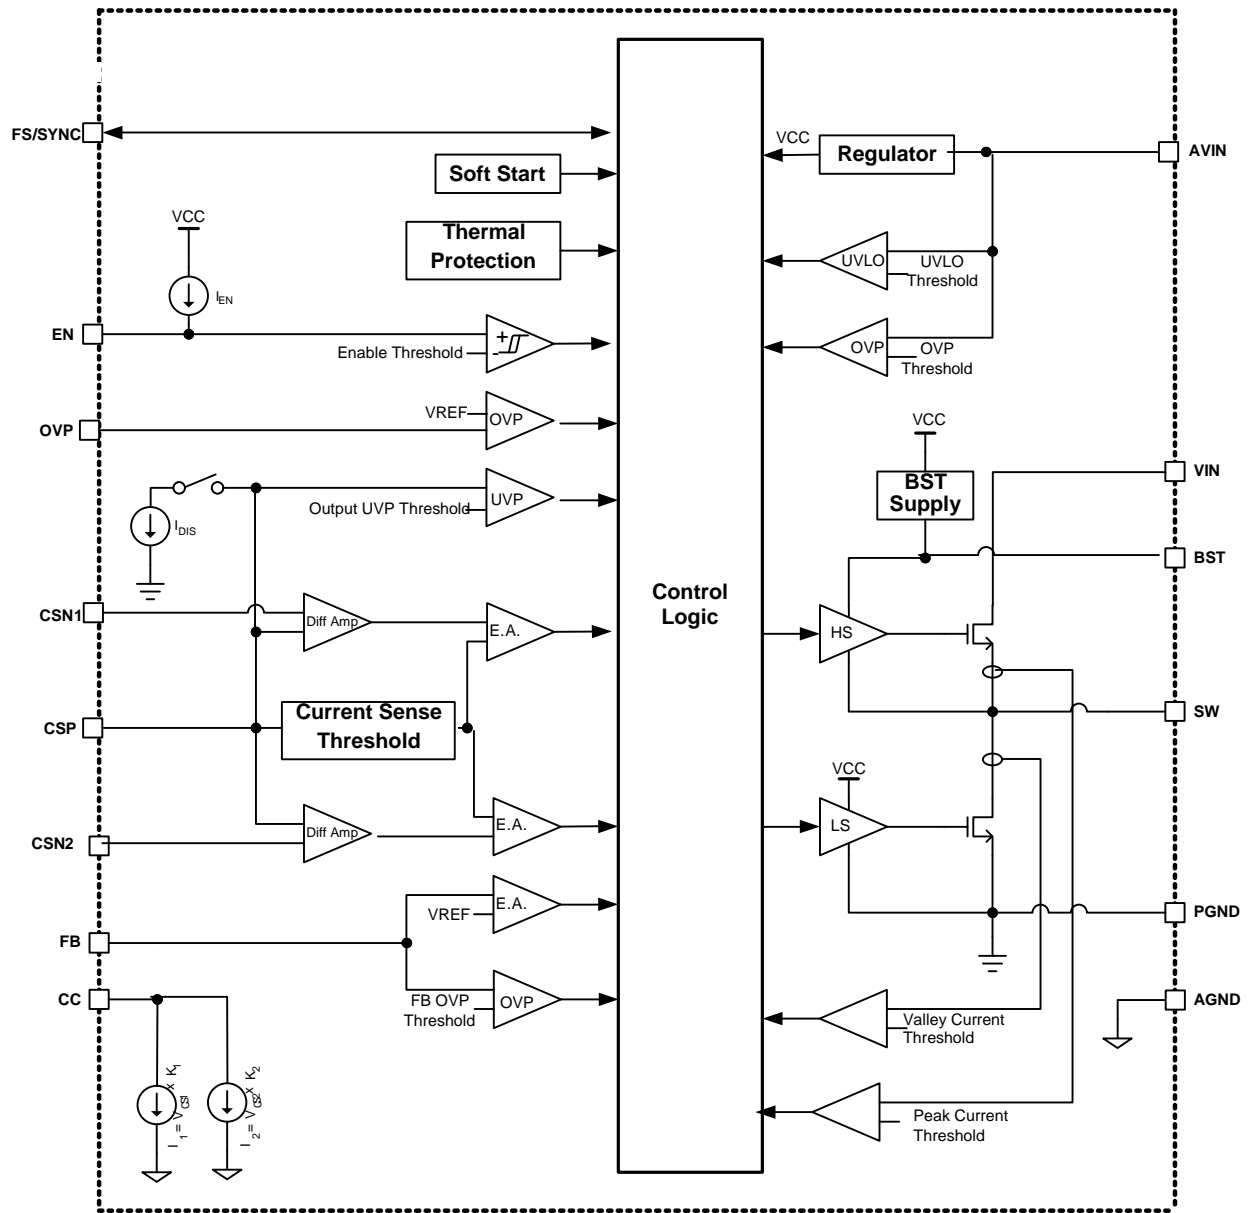 FS/SYNC
VCC
Regulator
AVIN
Soft Start
VCC
Thermal
Protection
UVLO
UVLO
Threshold
IEN
EN
+
-
Enable Threshold
OVP
OVP
Threshold
VREF
OVP
OVP
VCC
VIN
BST
Supply
UVP
Output UVP Threshold
IDIS
BST
Control
Logic
CSN1
Diff Amp
E.A.
HS
Current Sense
Threshold
CSP
SW
VCC
Diff Amp
E.A.
LS
CSN2
E.A.
VREF
PGND
FB
CC
FB OVP
Threshold
OVP
AGND
Valley Current
Threshold
I1 = VCS1 x K1
I2 = VCS2 x K2
Peak Current
Threshold